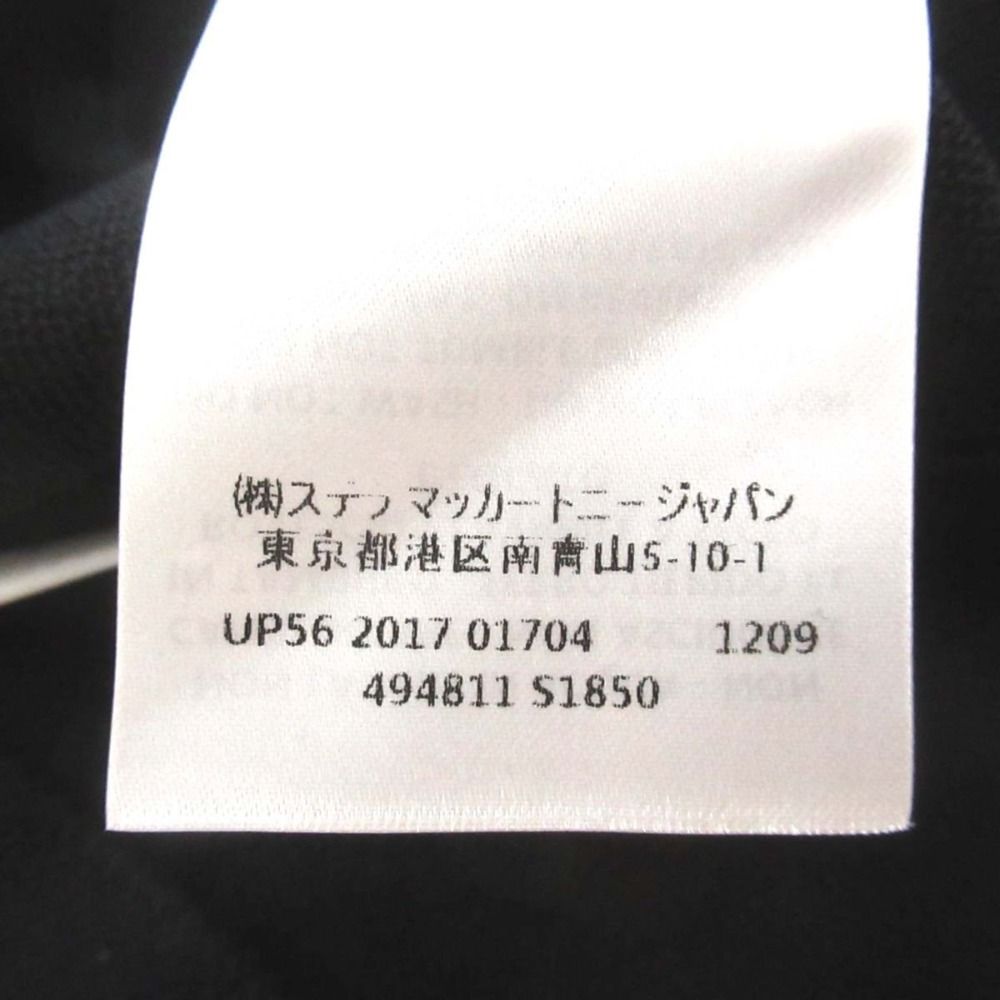 (株)ステラ マッカートニー ジャパン
東京都港区南青山5-10-1
UP56 2017 01704 1209
494811 S1850